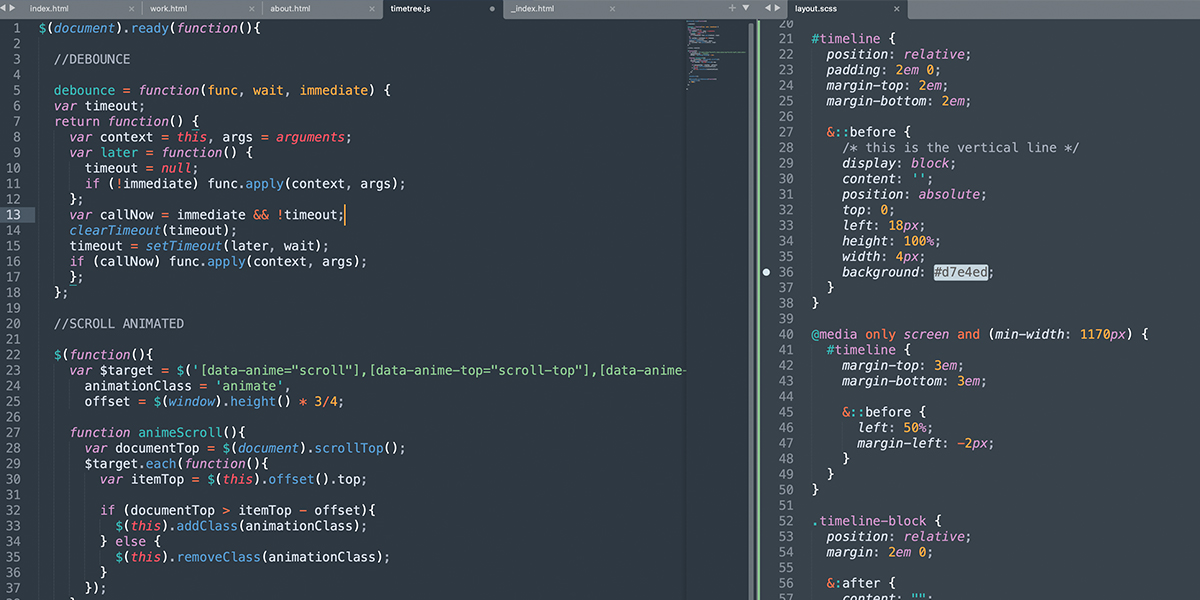 index.html
work.html
about.html
timetree.js
_index.html
layout.scss
1 $(document).ready(function(){
2
3 //DEBOUNCE
4
5 debounce = function(func, wait, immediate) {
6 var timeout;
7 return function() {
8 var context = this, args = arguments;
9 var later = function() {
10 timeout = null;
11 if (!immediate) func.apply(context, args);
12 };
13 var callNow = immediate && !timeout;
14 clearTimeout(timeout);
15 timeout = setTimeout(later, wait);
16 if (callNow) func.apply(context, args);
17 };
18 };
19
20 //SCROLL ANIMATED
21
22 $(function(){
23 var $target = $('[data-anime="scroll"],[data-anime-top="scroll-top"],[data-anime-
24 animationClass = 'animate',
25 offset = $(window).height() * 3/4;
26
27 function animeScroll(){
28 var documentTop = $(document).scrollTop();
29 $target.each(function(){
30 var itemTop = $(this).offset().top;
31
32 if (documentTop > itemTop - offset){
33 $(this).addClass(animationClass);
34 } else {
35 $(this).removeClass(animationClass);
36 }
37 });
20
21 #timeline {
22 position: relative;
23 padding: 2em 0;
24 margin-top: 2em;
25 margin-bottom: 2em;
26
27 &::before {
28 /* this is the vertical line */
29 display: block;
30 content: '';
31 position: absolute;
32 top: 0;
33 left: 18px;
34 height: 100%;
35 width: 4px;
36 background: #d7e4ed;
37 }
38 }
39
40 @media only screen and (min-width: 1170px) {
41 #timeline {
42 margin-top: 3em;
43 margin-bottom: 3em;
44
45 &::before {
46 left: 50%;
47 margin-left: -2px;
48 }
49 }
50 }
51
52 .timeline-block {
53 position: relative;
54 margin: 2em 0;
55
56 &:after {
57 content: "";